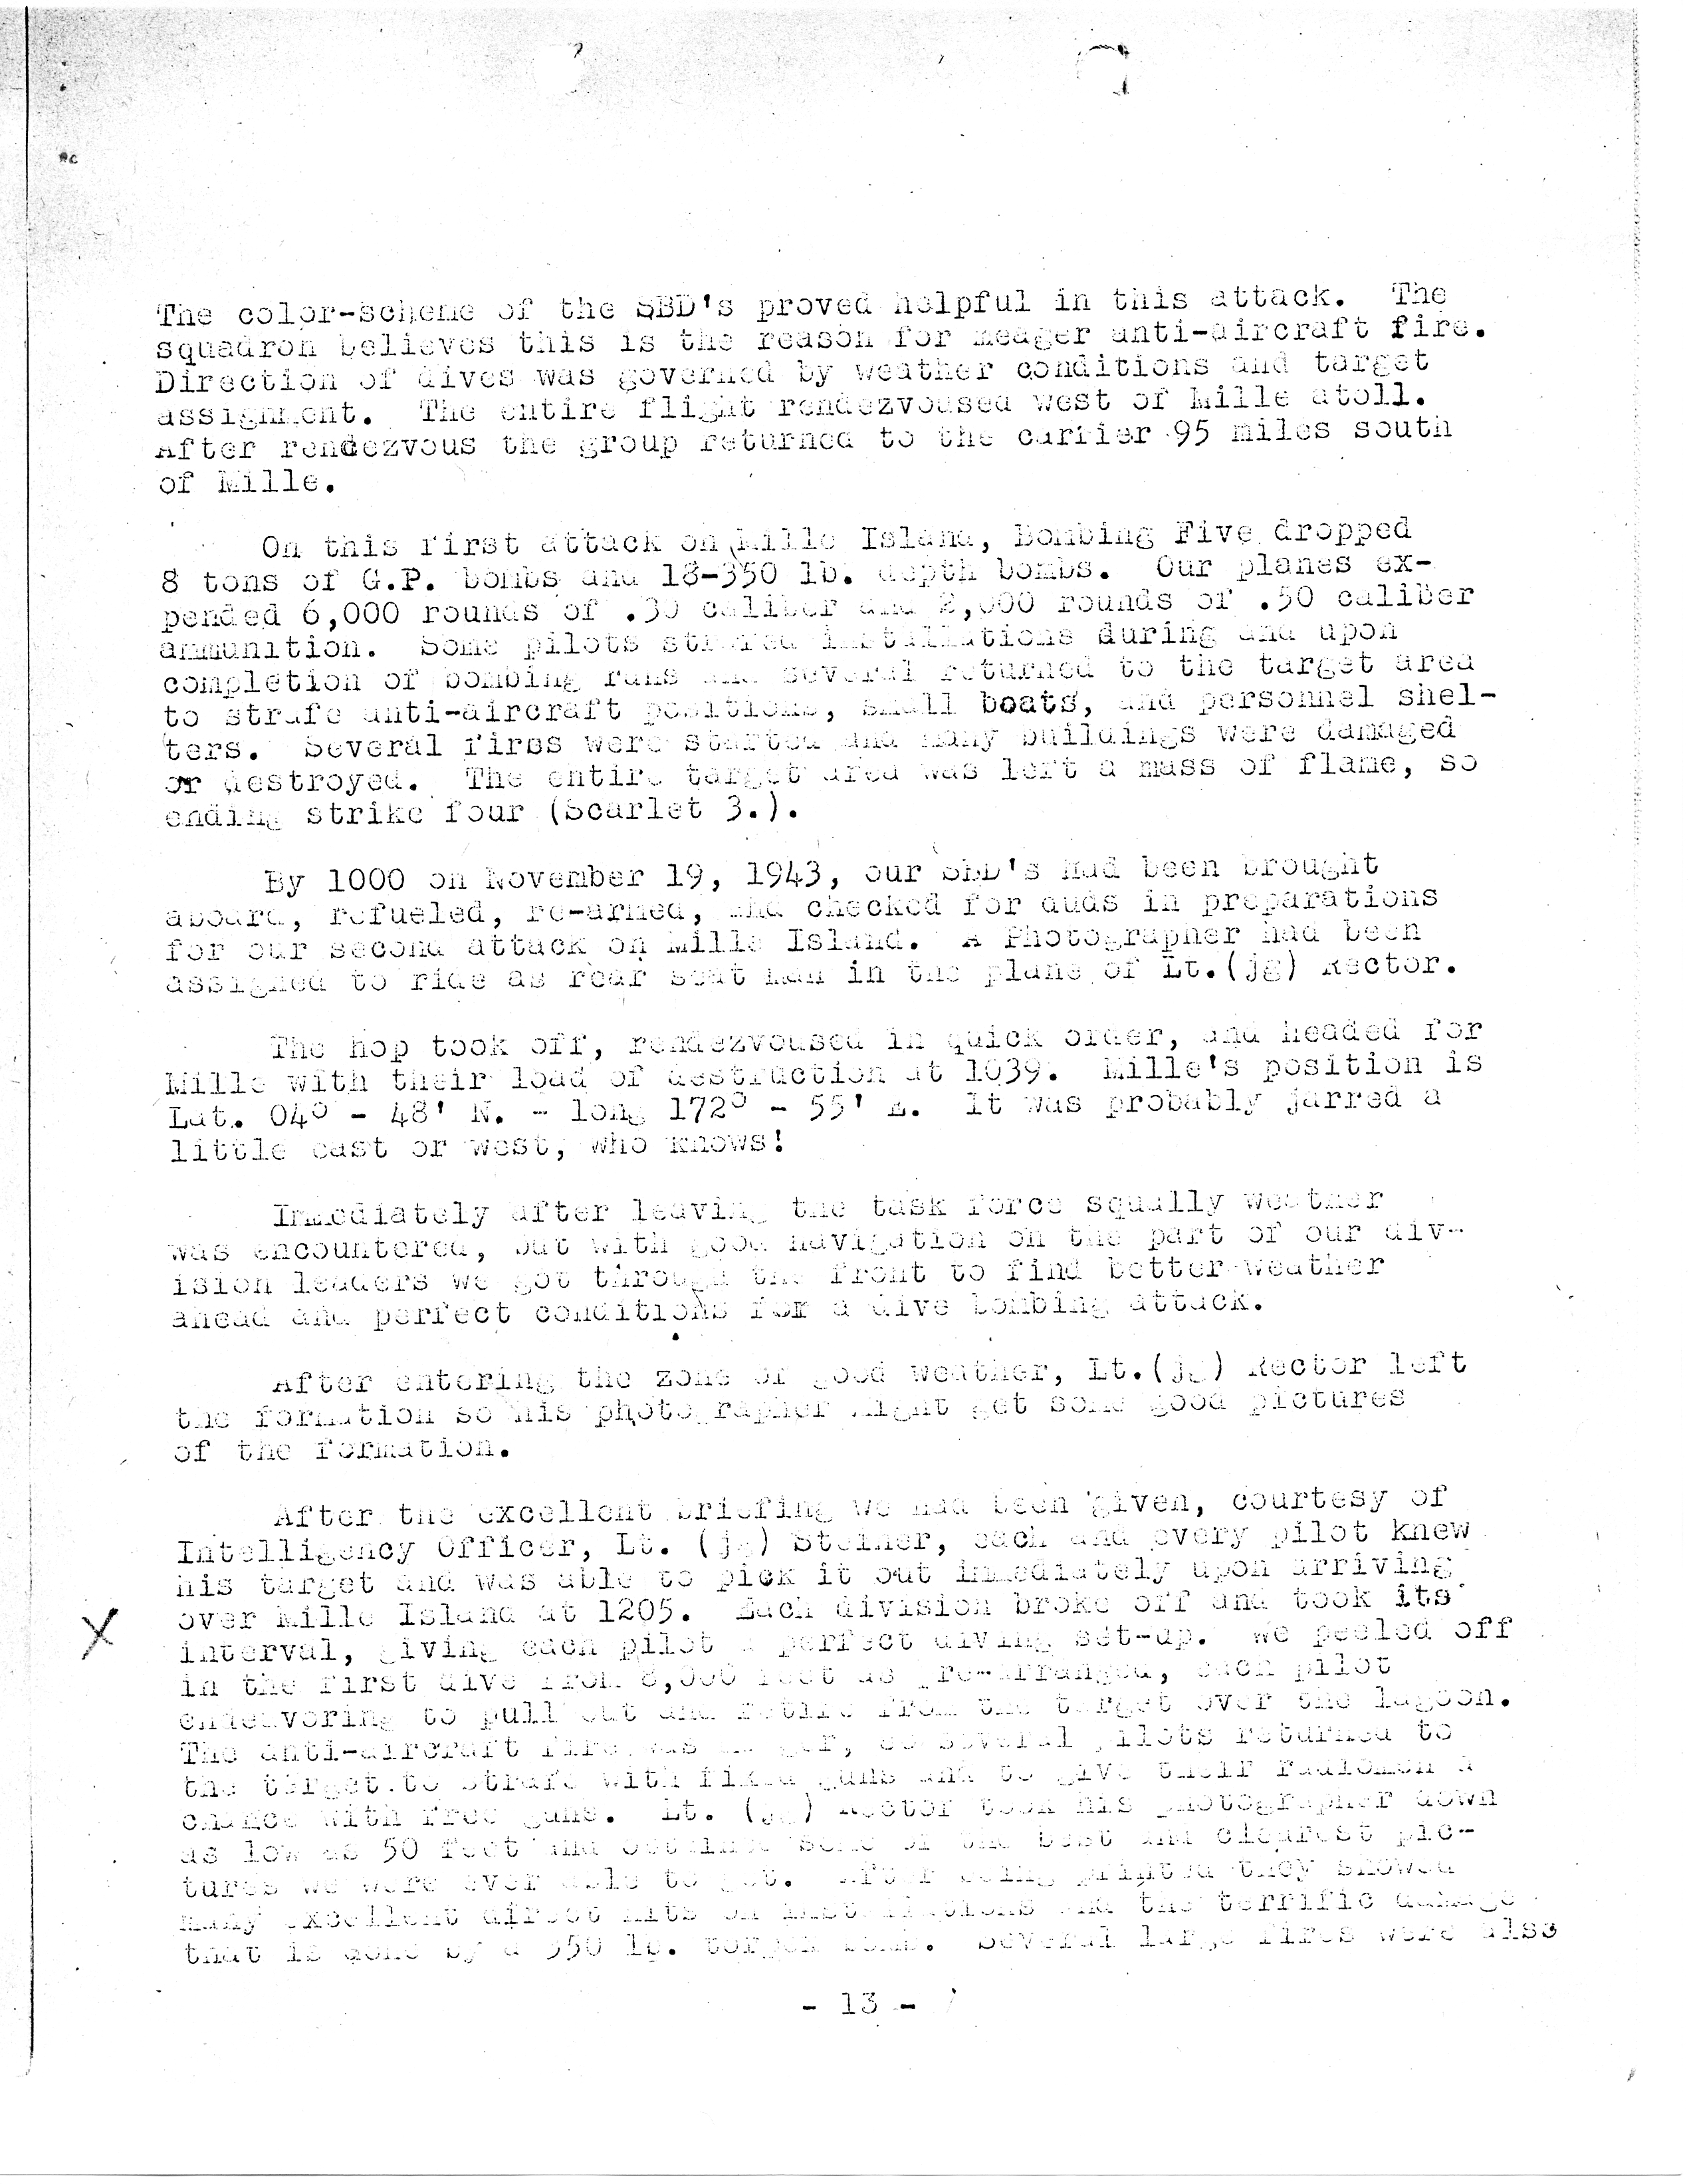 The color-scheme of the SBD's proved helpful in this attack. The
squadron believes this is the reason for meager anti-aircraft fire.
Direction of dives was governed by weather conditions and target
assignment. The entire flight rendezvoused west of Mille atoll.
After rendezvous the group returned to the carrier 95 miles south
of Mille.
On this first attack on Mille Island, Bombing Five dropped
8 tons of G.P. bombs and 18-350 lb. depth bombs. Our planes ex-
pended 6,000 rounds of .30 caliber and 2,000 rounds of .50 caliber
ammunition. Some pilots strafed installations during and upon
completion of bombing runs and several returned to the target area
to strafe anti-aircraft positions, small boats, and personnel shel-
ters. Several fires were started and many buildings were damaged
or destroyed. The entire target area was left a mass of flame, so
ending strike four (Scarlet 3.).
By 1000 on November 19, 1943, our SBD's had been brought
aboard, refueled, re-armed, and checked for duds in preparations
for our second attack on Mille Island. A Photographer had been
assigned to ride as rear seat man in the plane of Lt.(jg) Rector.
The hop took off, rendezvoused in quick order, and headed for
Mille with their load of destruction at 1039. Mille's position is
Lat. 04° - 48' N. - long 172° - 55' E. It was probably jarred a
little east or west, who knows!
Immediately after leaving the task force squally weather
was encountered, but with good navigation on the part of our div-
ision leaders we got through the front to find better weather
ahead and perfect conditions for a dive bombing attack.
After entering the zone of good weather, Lt.(jg) Rector left
the formation so his photographer might get some good pictures
of the formation.
After the excellent briefing we had been given, courtesy of
Intelligency Officer, Lt. (jg) Steiner, each and every pilot knew
his target and was able to pick it out immediately upon arriving
over Mille Island at 1205. Each division broke off and took its
X
interval, giving each pilot a perfect diving set-up. We peeled off
in the first dive from 8,000 feet as pre-arranged, each pilot
endeavoring to pull out and retire from the target over the lagoon.
The anti-aircraft fire was meager, so several pilots returned to
the target to strafe with fixed guns and to give their radiomen a
chance with free guns. Lt. (jg) Rector took his photographer down
as low as 50 feet and obtained some of the best and clearest pic-
tures we were ever able to get. After being printed they showed
many excellent direct hits on installations and the terrific damage
that is done by a 350 lb. torpex bomb. Several large fires were also
- 13 -